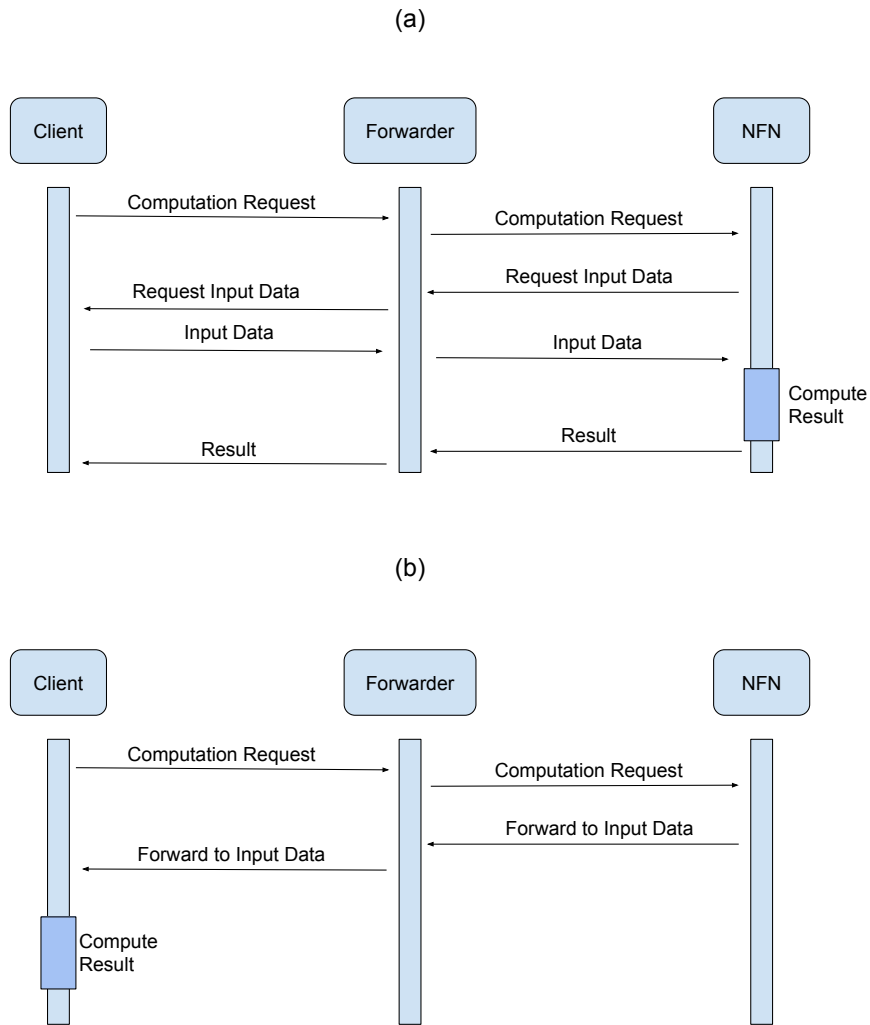 (a)
Client
Forwarder
NFN
Computation Request
Computation Request
Request Input Data
Request Input Data
Input Data
Input Data
Compute
Result
Result
Result
(b)
Client
Forwarder
NFN
Computation Request
Computation Request
Forward to Input Data
Forward to Input Data
Compute
Result